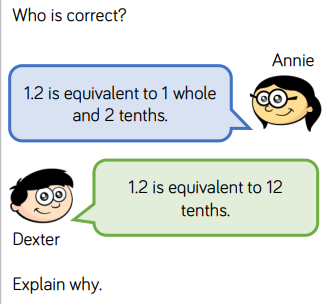 Who is correct?
Annie
1.2 is equivalent to 1 whole
and 2 tenths.
1.2 is equivalent to 12
tenths.
Dexter
Explain why.